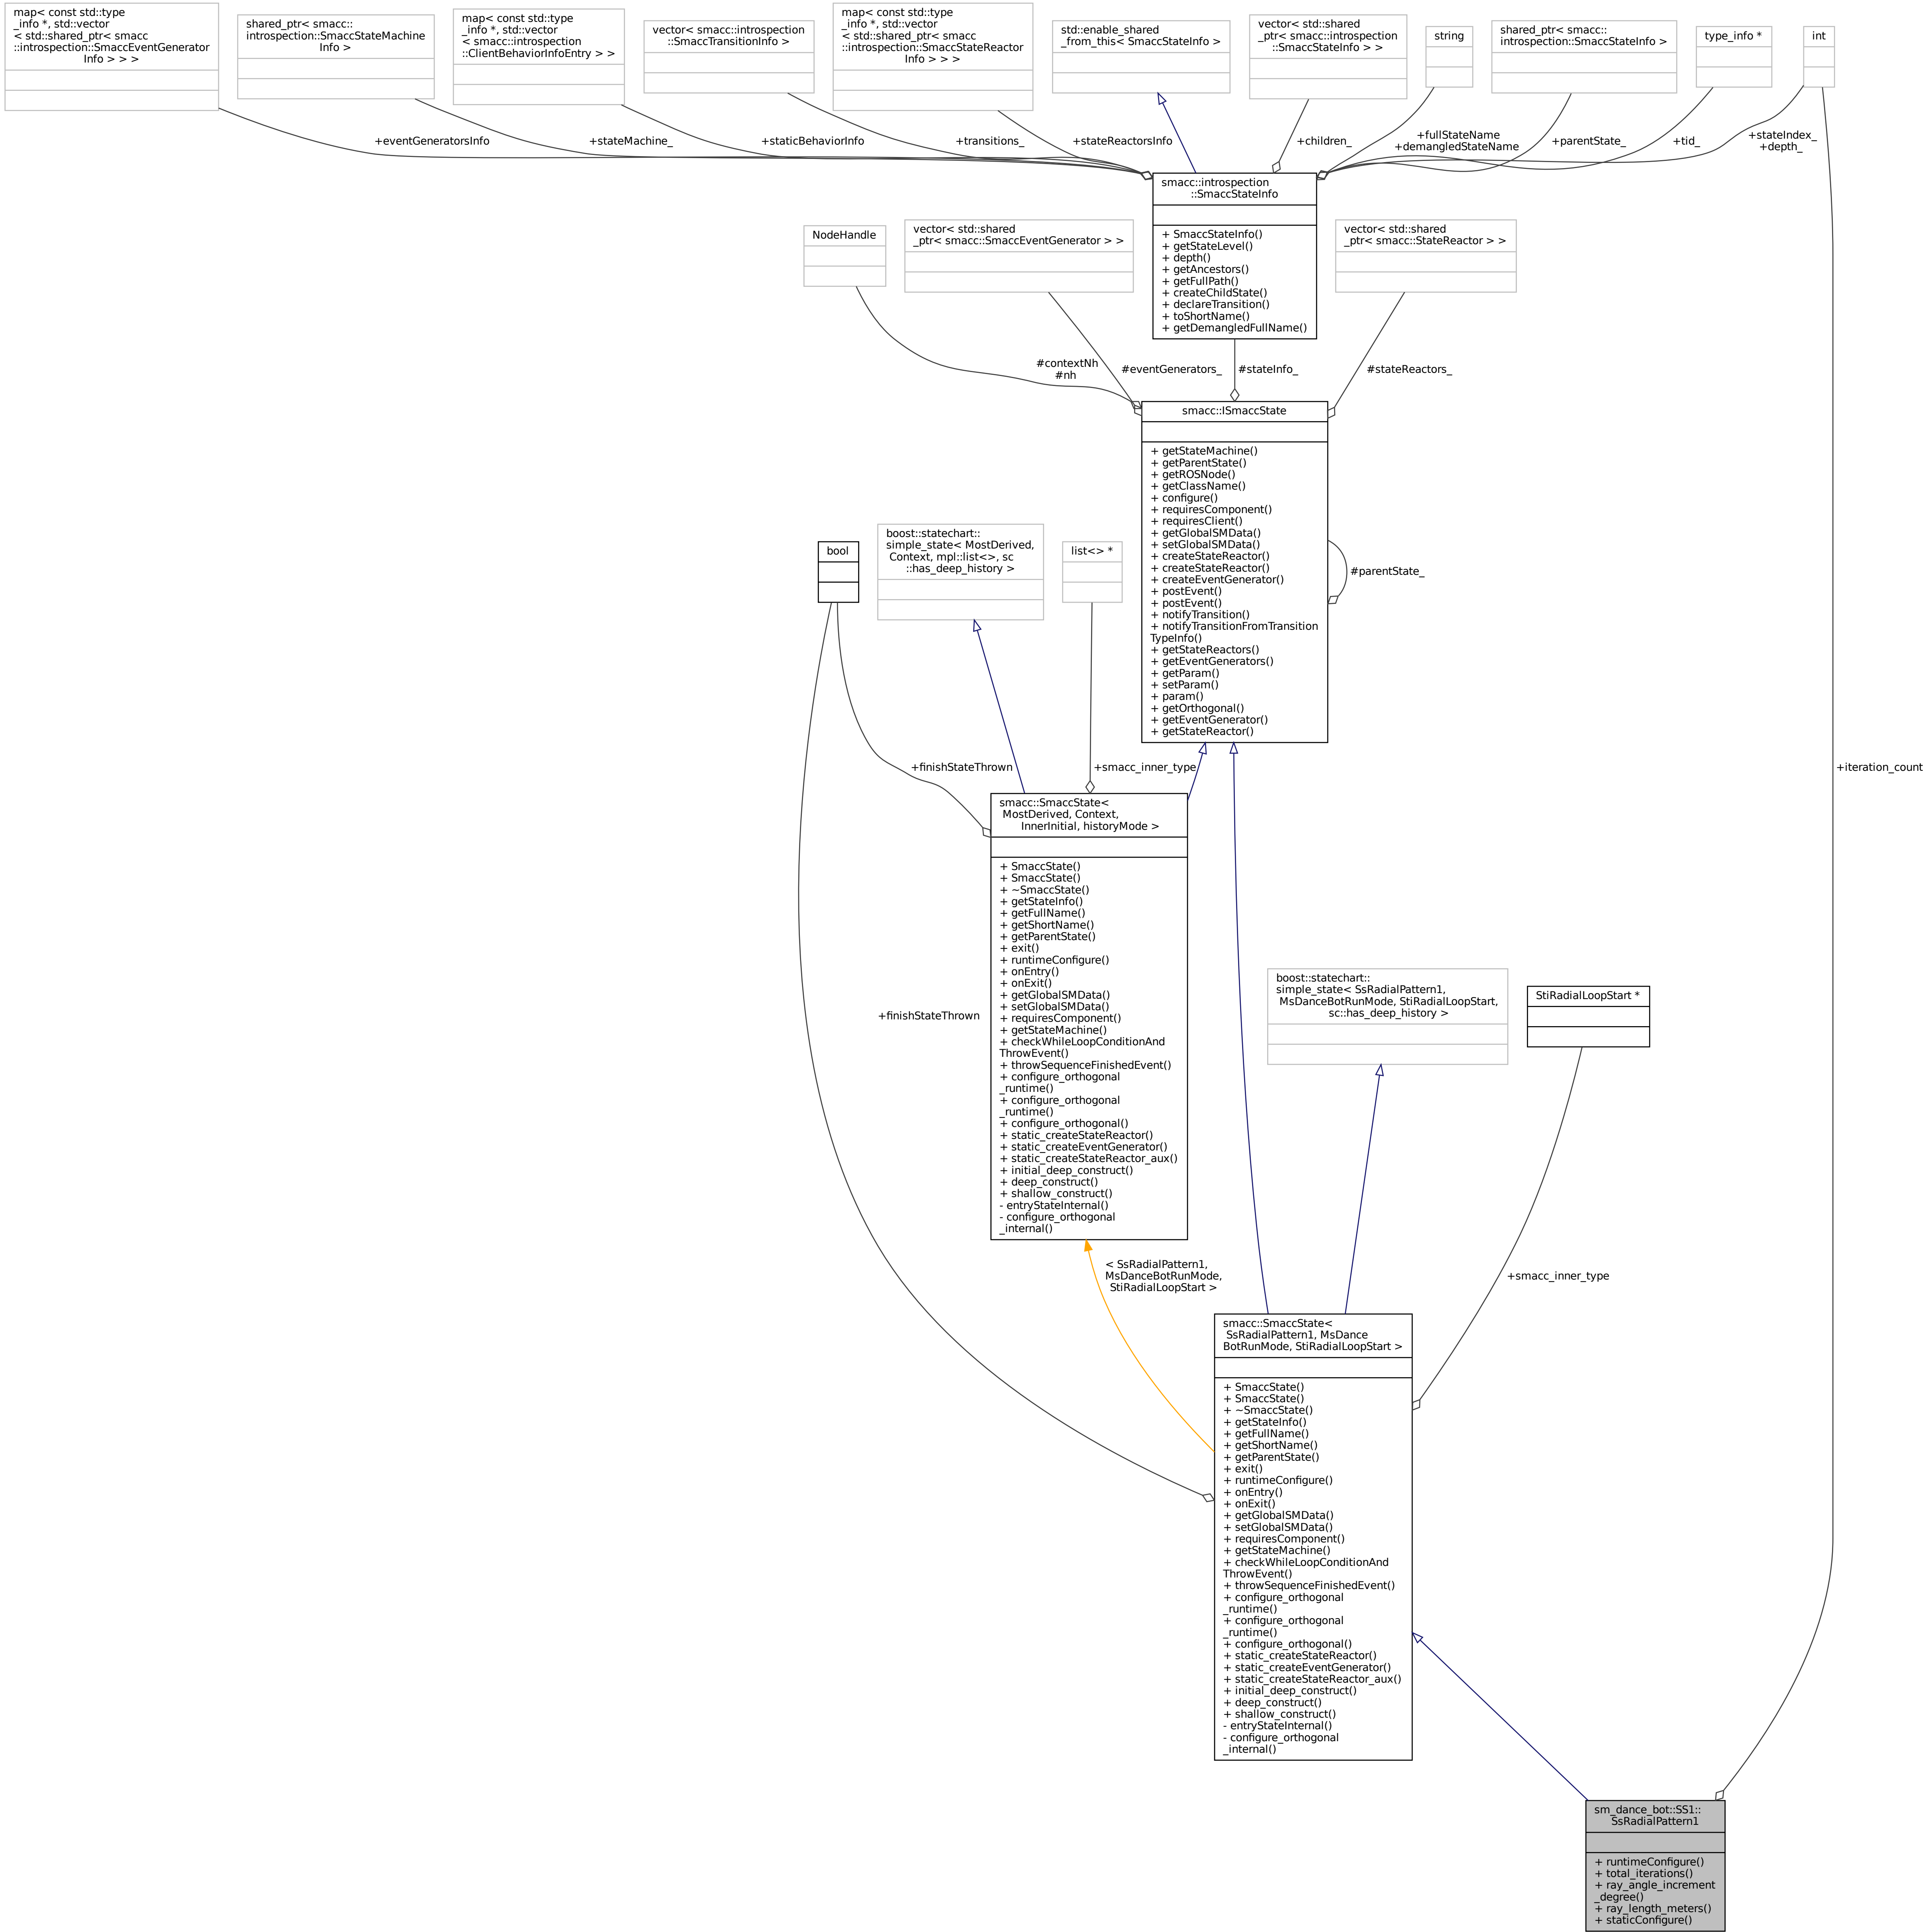 map< const std::type
_info *, std::vector
< std::shared_ptr< smacc
::introspection::SmaccEventGenerator
Info > > >
shared_ptr< smacc::
introspection::SmaccStateMachine
Info >
map< const std::type
_info *, std::vector
< smacc::introspection
::ClientBehaviorInfoEntry > >
vector< smacc::introspection
::SmaccTransitionInfo >
map< const std::type
_info *, std::vector
< std::shared_ptr< smacc
::introspection::SmaccStateReactor
Info > > >
std::enable_shared
_from_this< SmaccStateInfo >
vector< std::shared
_ptr< smacc::introspection
::SmaccStateInfo > >
string
shared_ptr< smacc::
introspection::SmaccStateInfo >
type_info *
int
+eventGeneratorsInfo
+stateMachine_
+staticBehaviorInfo
+transitions_
+stateReactorsInfo
+children_
+fullStateName
+demangledStateName
+parentState_
+tid_
+stateIndex_
+depth_
smacc::introspection
::SmaccStateInfo
+ SmaccStateInfo()
+ getStateLevel()
+ depth()
+ getAncestors()
+ getFullPath()
+ createChildState()
+ declareTransition()
+ toShortName()
+ getDemangledFullName()
NodeHandle
vector< std::shared
_ptr< smacc::SmaccEventGenerator > >
vector< std::shared
_ptr< smacc::StateReactor > >
#contextNh
#nh
#eventGenerators_
#stateInfo_
#stateReactors_
smacc::ISmaccState
+ getStateMachine()
+ getParentState()
+ getROSNode()
+ getClassName()
+ configure()
+ requiresComponent()
+ requiresClient()
+ getGlobalSMData()
+ setGlobalSMData()
+ createStateReactor()
+ createStateReactor()
+ createEventGenerator()
+ postEvent()
+ postEvent()
+ notifyTransition()
+ notifyTransitionFromTransition
TypeInfo()
+ getStateReactors()
+ getEventGenerators()
+ getParam()
+ setParam()
+ param()
+ getOrthogonal()
+ getEventGenerator()
+ getStateReactor()
#parentState_
bool
boost::statechart::
simple_state< MostDerived,
Context, mpl::list<>, sc
::has_deep_history >
list<> *
+finishStateThrown
+smacc_inner_type
+iteration_count
smacc::SmaccState<
MostDerived, Context,
InnerInitial, historyMode >
+ SmaccState()
+ SmaccState()
+ ~SmaccState()
+ getStateInfo()
+ getFullName()
+ getShortName()
+ getParentState()
+ exit()
+ runtimeConfigure()
+ onEntry()
+ onExit()
+ getGlobalSMData()
+ setGlobalSMData()
+ requiresComponent()
+ getStateMachine()
+ checkWhileLoopConditionAnd
ThrowEvent()
+ throwSequenceFinishedEvent()
+ configure_orthogonal
_runtime()
+ configure_orthogonal
_runtime()
+ configure_orthogonal()
+ static_createStateReactor()
+ static_createEventGenerator()
+ static_createStateReactor_aux()
+ initial_deep_construct()
+ deep_construct()
+ shallow_construct()
- entryStateInternal()
- configure_orthogonal
_internal()
+finishStateThrown
boost::statechart::
simple_state< SsRadialPattern1,
MsDanceBotRunMode, StiRadialLoopStart,
sc::has_deep_history >
StiRadialLoopStart *
< SsRadialPattern1,
MsDanceBotRunMode,
StiRadialLoopStart >
+smacc_inner_type
smacc::SmaccState<
SsRadialPattern1, MsDance
BotRunMode, StiRadialLoopStart >
+ SmaccState()
+ SmaccState()
+ ~SmaccState()
+ getStateInfo()
+ getFullName()
+ getShortName()
+ getParentState()
+ exit()
+ runtimeConfigure()
+ onEntry()
+ onExit()
+ getGlobalSMData()
+ setGlobalSMData()
+ requiresComponent()
+ getStateMachine()
+ checkWhileLoopConditionAnd
ThrowEvent()
+ throwSequenceFinishedEvent()
+ configure_orthogonal
_runtime()
+ configure_orthogonal
_runtime()
+ configure_orthogonal()
+ static_createStateReactor()
+ static_createEventGenerator()
+ static_createStateReactor_aux()
+ initial_deep_construct()
+ deep_construct()
+ shallow_construct()
- entryStateInternal()
- configure_orthogonal
_internal()
sm_dance_bot::SS1::
SsRadialPattern1
+ runtimeConfigure()
+ total_iterations()
+ ray_angle_increment
_degree()
+ ray_length_meters()
+ staticConfigure()